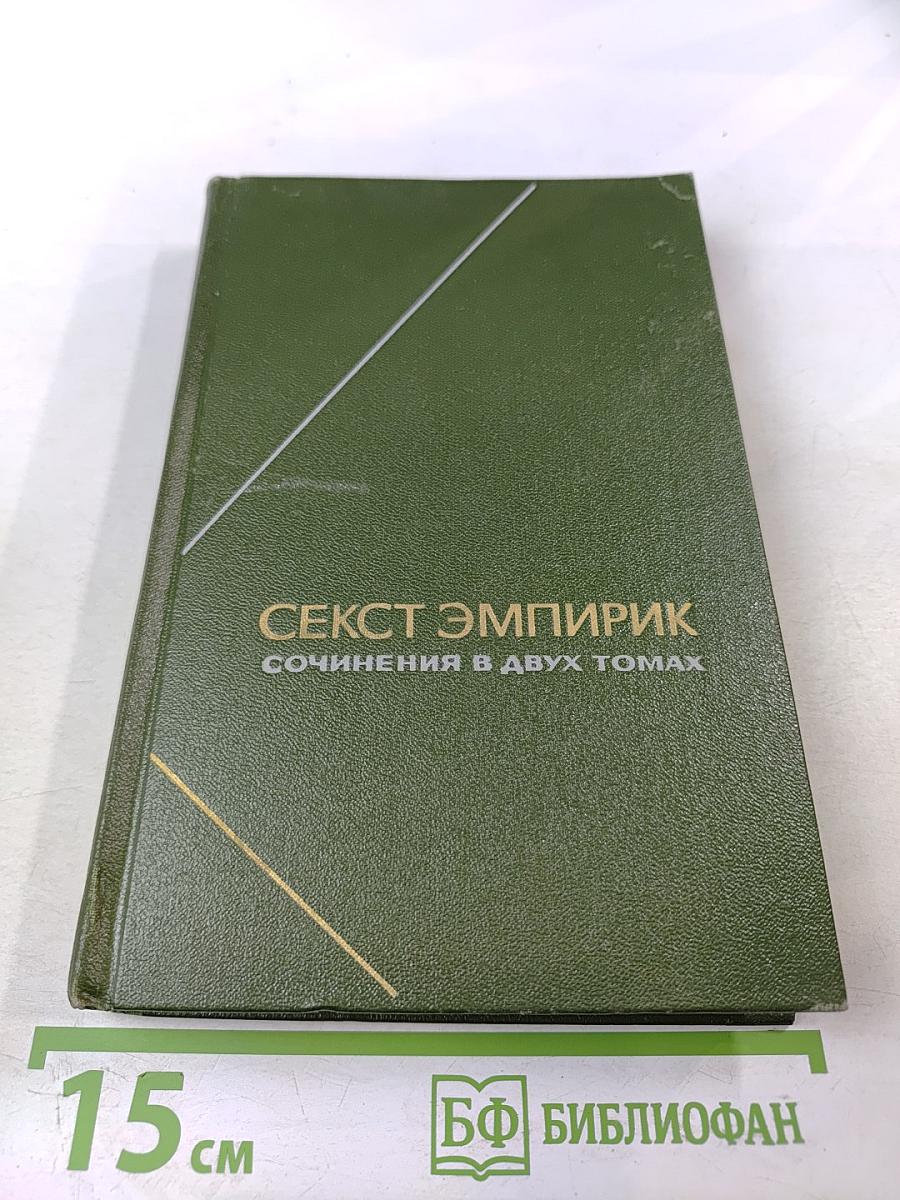 СЕКСТ ЭМПИРИК
СОЧИНЕНИЯ В ДВУХ ТОМАХ
15 см
БФ БИБЛИОФАН